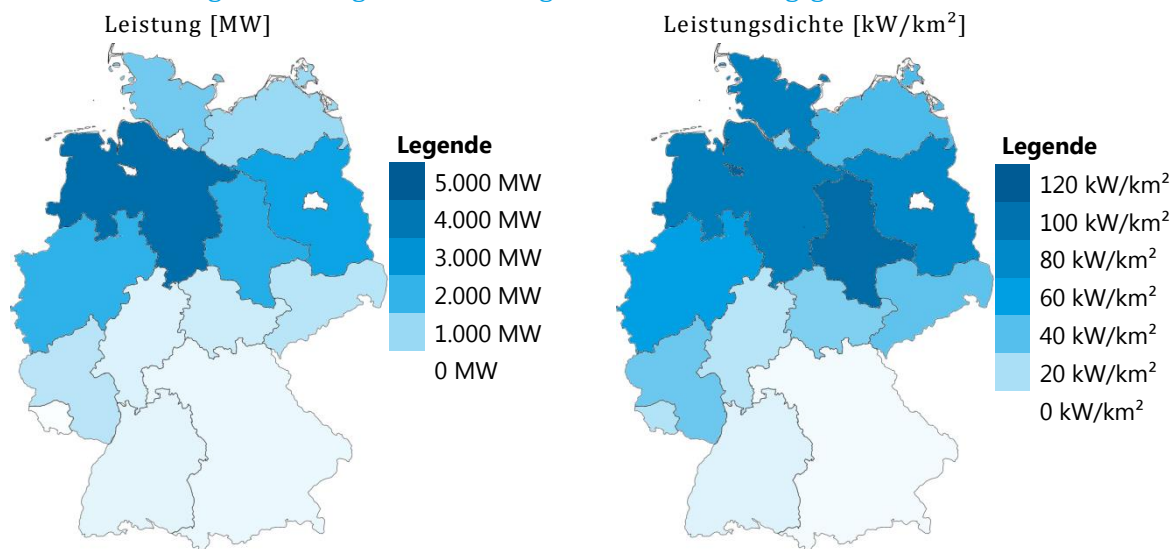 Leistung [MW]
Legende
5.000 MW
4.000 MW
3.000 MW
2.000 MW
1.000 MW
0 MW
Leistungsdichte [kW/km²]
Legende
120 kW/km²
100 kW/km²
80 kW/km²
60 kW/km²
40 kW/km²
20 kW/km²
0 kW/km²